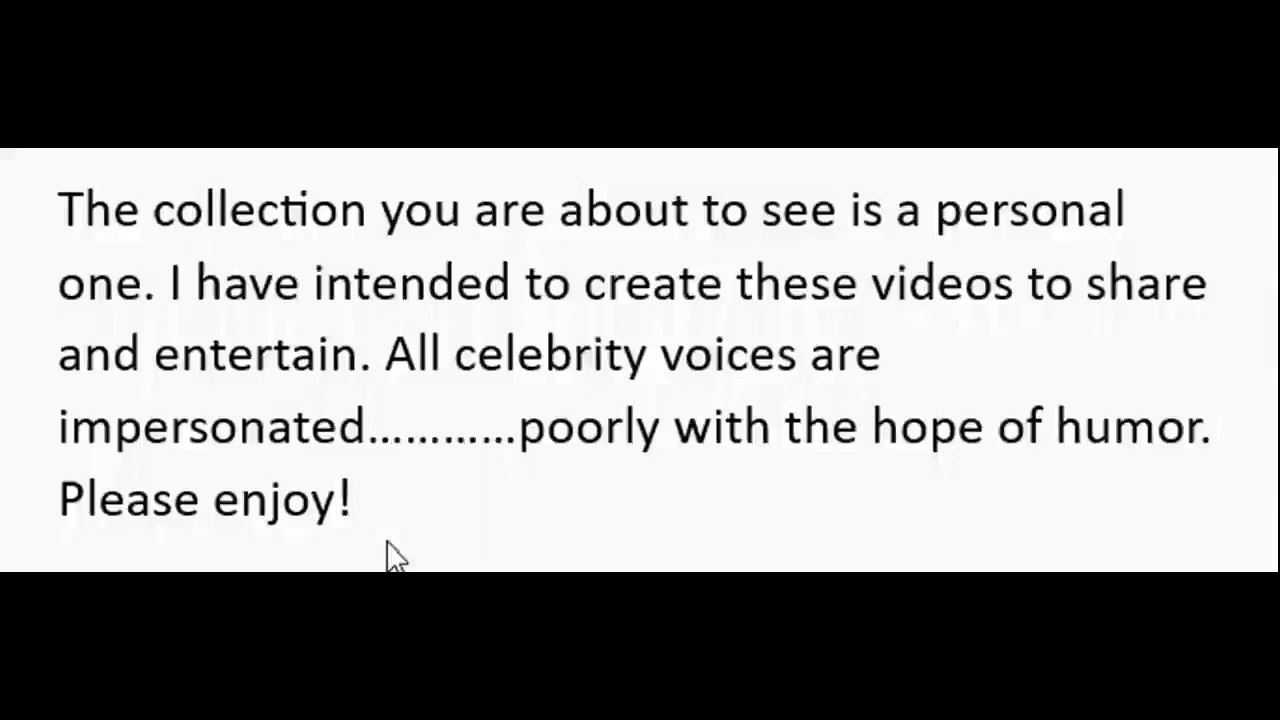 The collection you are about to see is a personal
one. I have intended to create these videos to share
and entertain. All celebrity voices are
impersonated............poorly with the hope of humor.
Please enjoy!